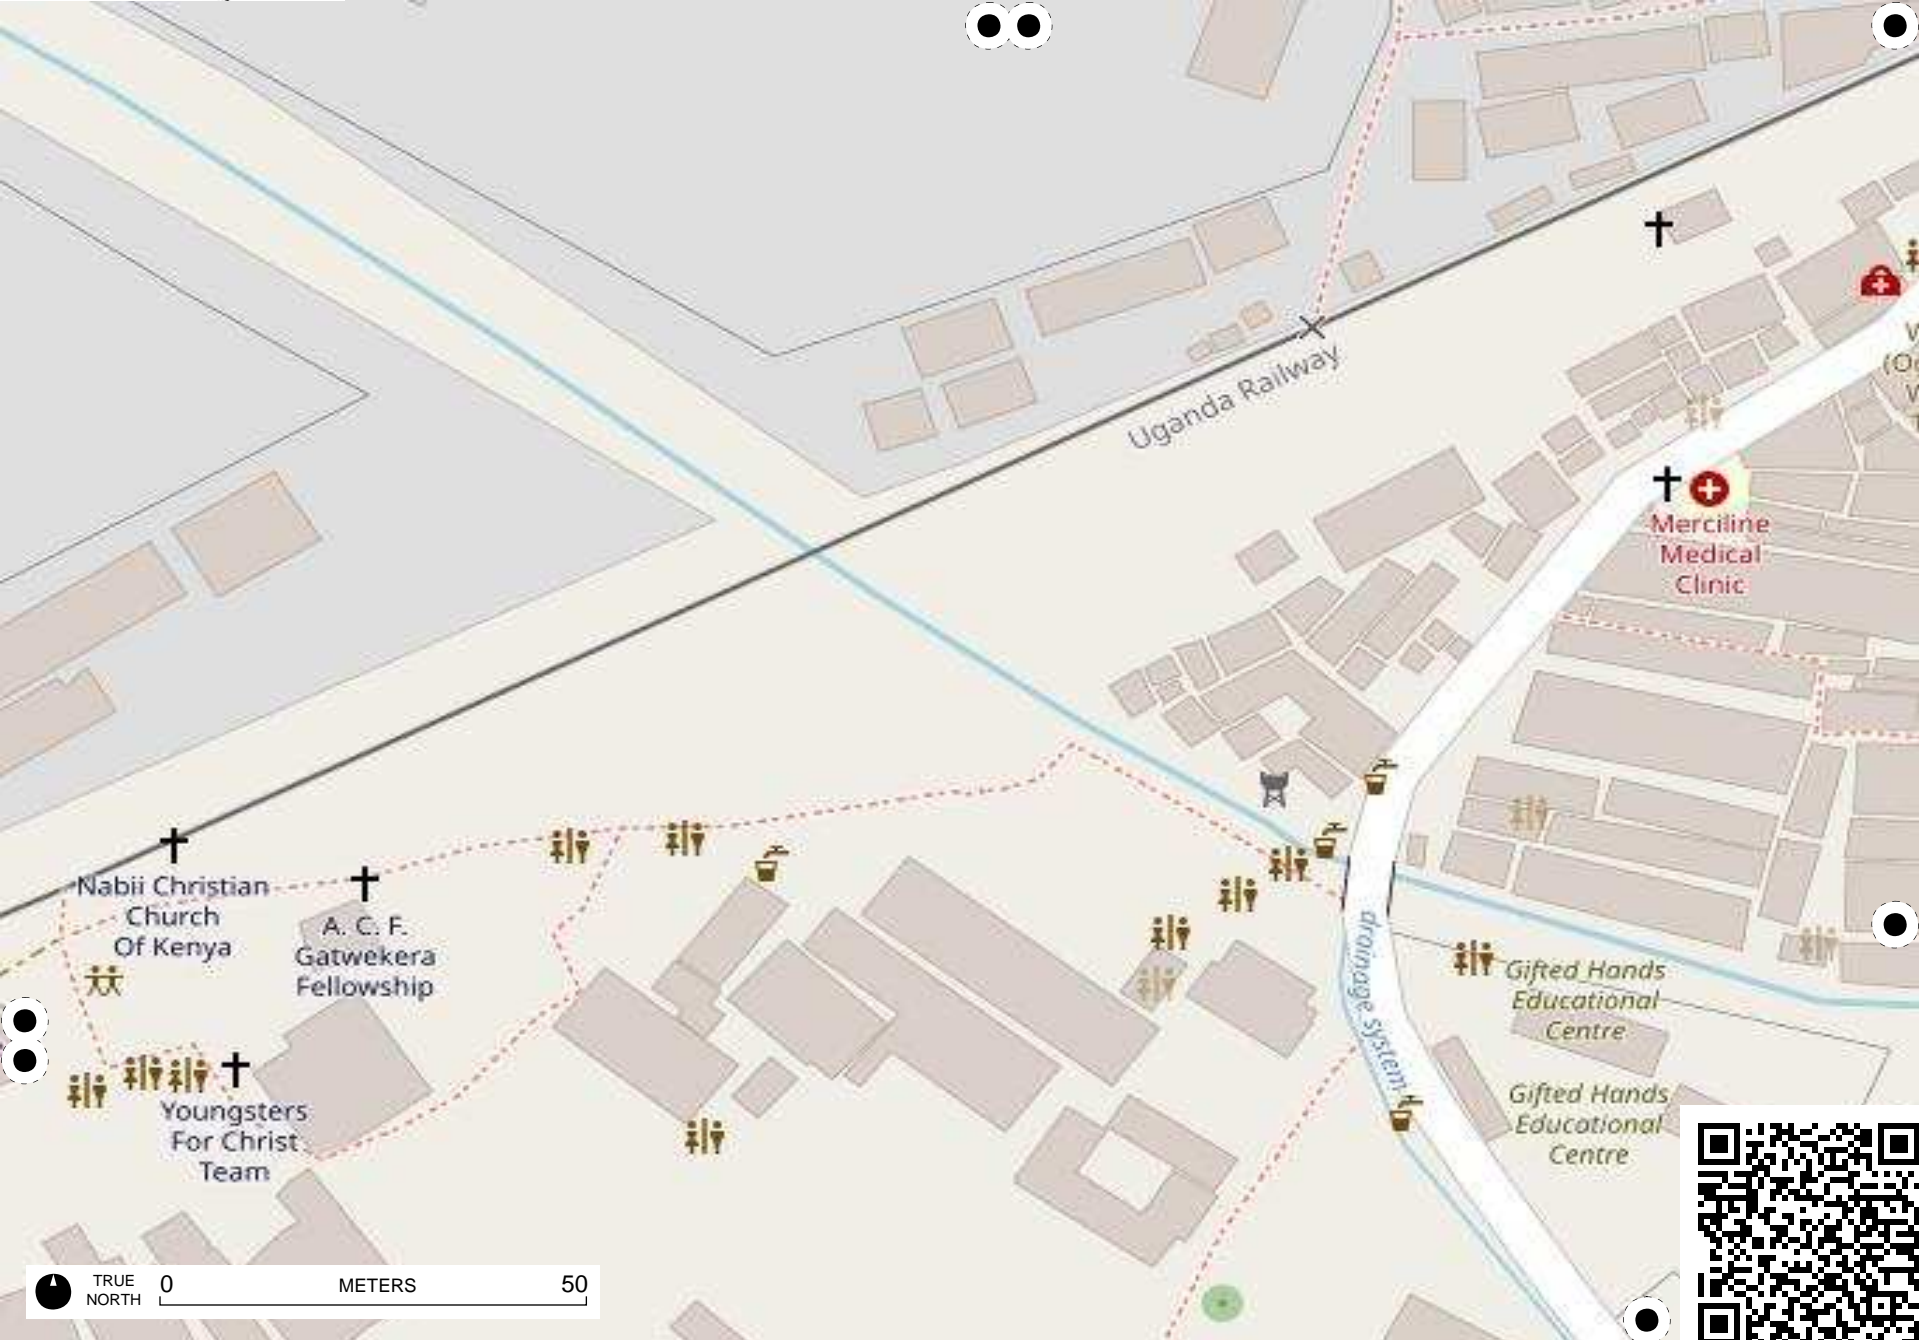 Uganda Railway
Merciline
Medical
Clinic
Nabii Christian
Church
Of Kenya
A. C. F.
Gatwekera
Fellowship
drainage system
Gifted Hands
Educational
Centre
Gifted Hands
Educational
Centre
Youngsters
For Christ
Team
TRUE
NORTH
0 METERS 50